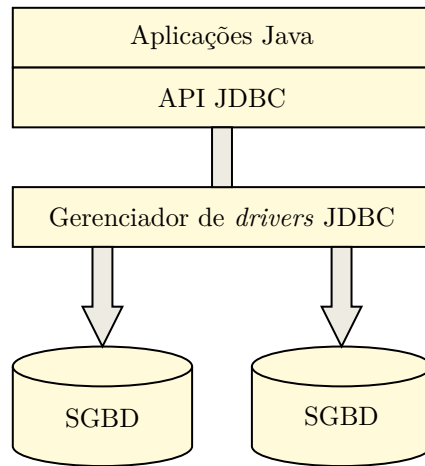 Aplicações Java
API JDBC
Gerenciador de drivers JDBC
SGBD
SGBD